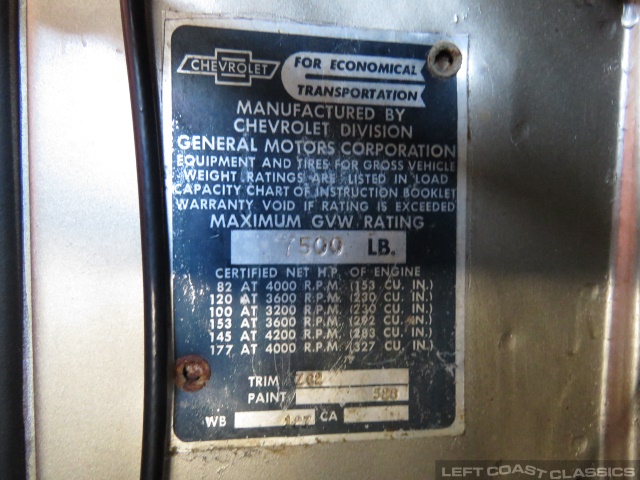 CHEVROLET
FOR ECONOMICAL
TRANSPORTATION
MANUFACTURED BY
CHEVROLET DIVISION
GENERAL MOTORS CORPORATION
EQUIPMENT AND TIRES FOR GROSS VEHICLE
WEIGHT RATINGS ARE LISTED IN LOAD
CAPACITY CHART OF INSTRUCTION BOOKLET
WARRANTY VOID IF RATING IS EXCEEDED
MAXIMUM GVW RATING
7500 LB.
CERTIFIED NET H.P. OF ENGINE
82 AT 4000 R.P.M. (153 CU. IN.)
120 AT 3600 R.P.M. (230 CU. IN.)
100 AT 3200 R.P.M. (230 CU. IN.)
153 AT 3600 R.P.M. (292 CU. IN.)
145 AT 4200 R.P.M. (283 CU. IN.)
177 AT 4000 R.P.M. (327 CU. IN.)
TRIM
PAINT
WB CA
LEFT COAST CLASSICS